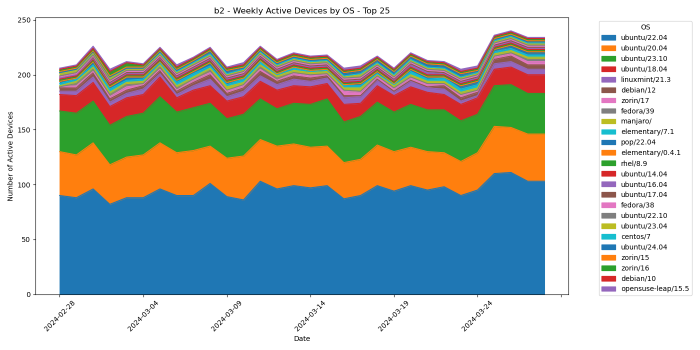 b2 - Weekly Active Devices by OS - Top 25
Number of Active Devices
250
200
150
100
50
0
2024-02-28
2024-03-04
2024-03-09
2024-03-14
2024-03-19
2024-03-24
Date
OS
ubuntu/22.04
ubuntu/20.04
ubuntu/23.10
ubuntu/18.04
linuxmint/21.3
debian/12
zorin/17
fedora/39
manjaro/
elementary/7.1
pop/22.04
elementary/0.4.1
rhel/8.9
ubuntu/14.04
ubuntu/16.04
ubuntu/17.04
fedora/38
ubuntu/22.10
ubuntu/23.04
centos/7
ubuntu/24.04
zorin/15
zorin/16
debian/10
opensuse-leap/15.5